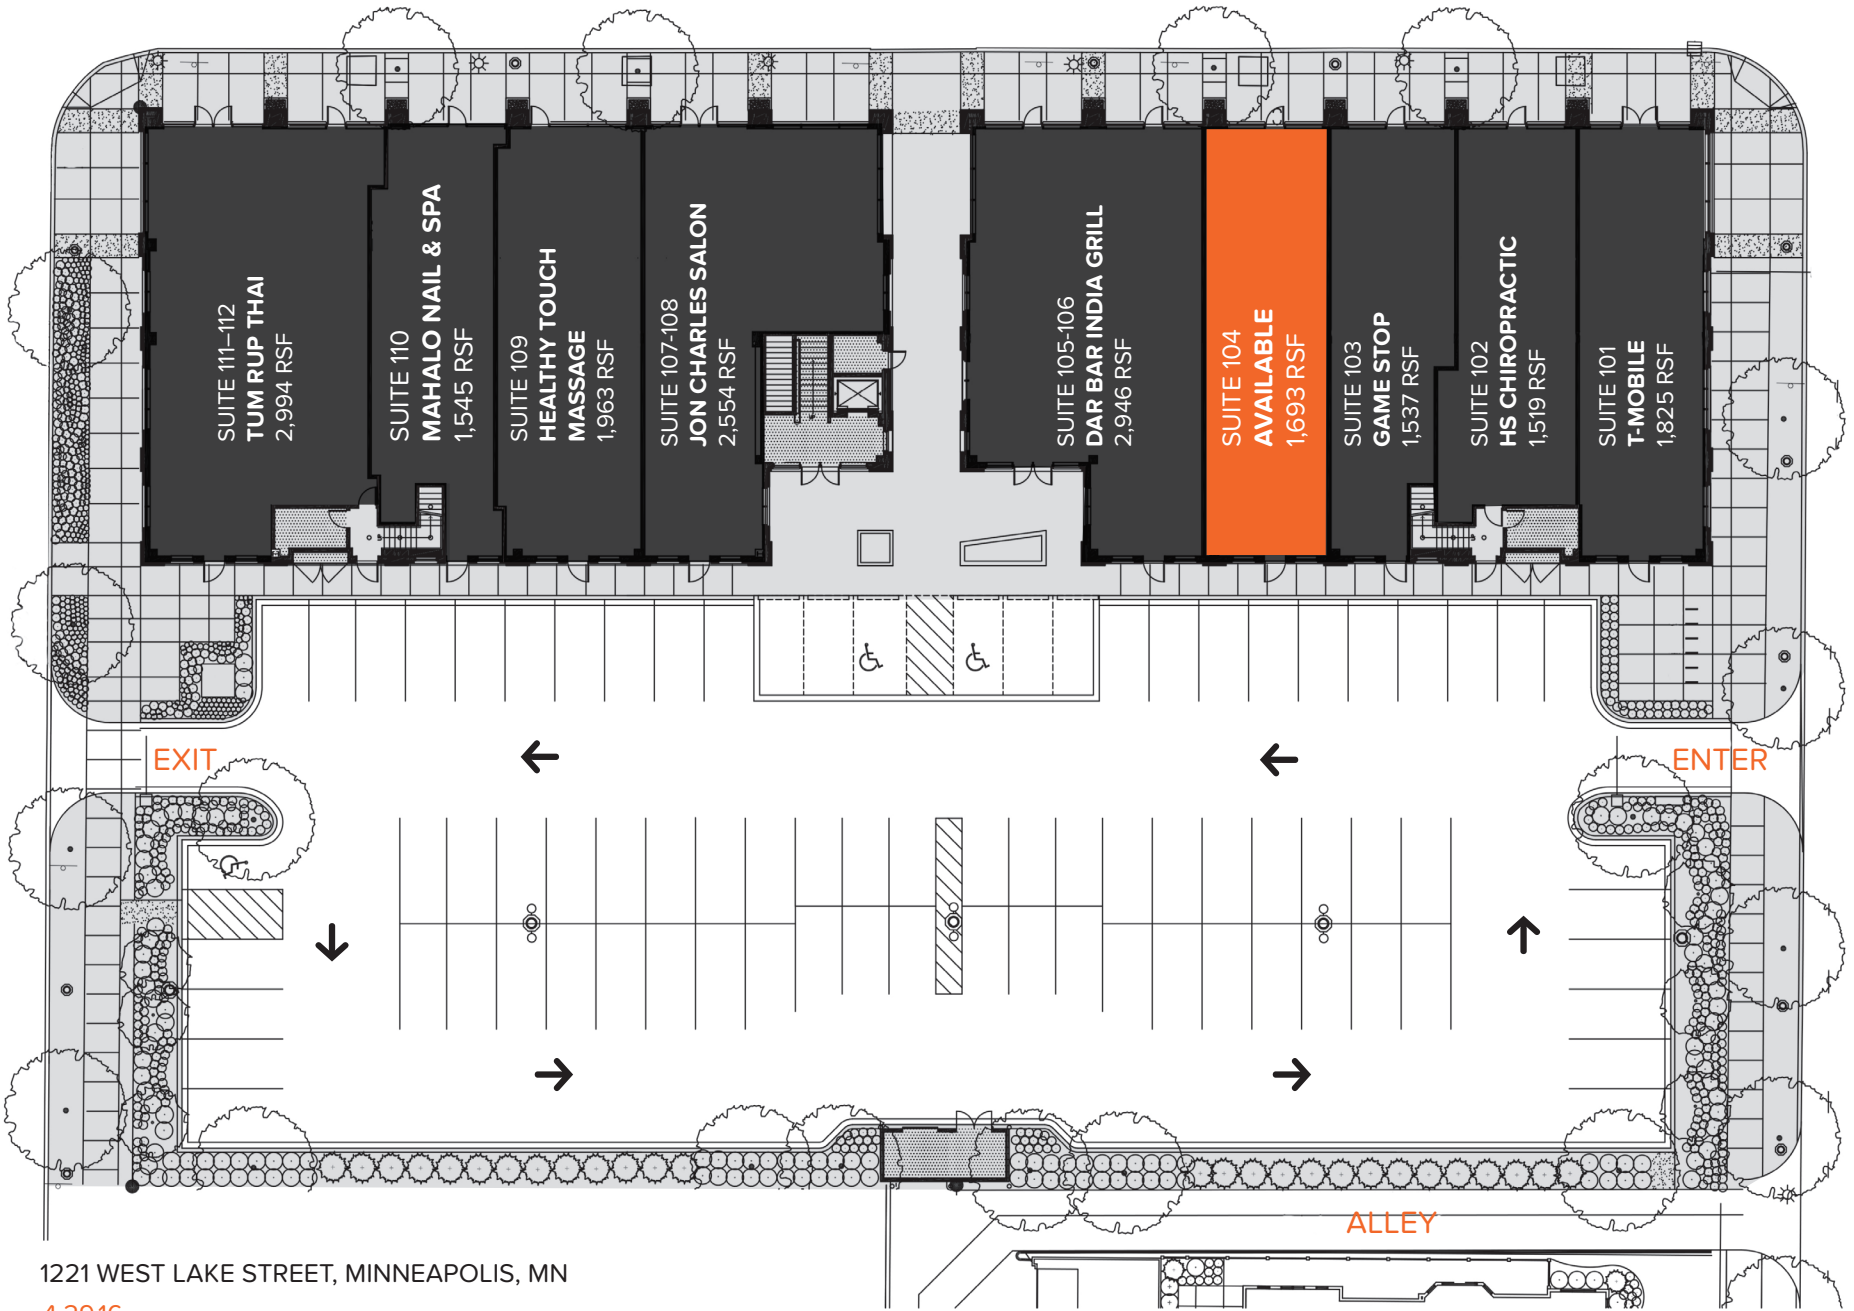 SUITE 111–112
TUM RUP THAI
2,994 RSF
SUITE 110
MAHALO NAIL & SPA
1,545 RSF
SUITE 109
HEALTHY TOUCH
MASSAGE
1,963 RSF
SUITE 107-108
JON CHARLES SALON
2,554 RSF
SUITE 105-106
DAR BAR INDIA GRILL
2,946 RSF
SUITE 104
AVAILABLE
1,693 RSF
SUITE 103
GAME STOP
1,537 RSF
SUITE 102
HS CHIROPRACTIC
1,519 RSF
SUITE 101
T-MOBILE
1,825 RSF
EXIT
ENTER
ALLEY
1221 WEST LAKE STREET, MINNEAPOLIS, MN